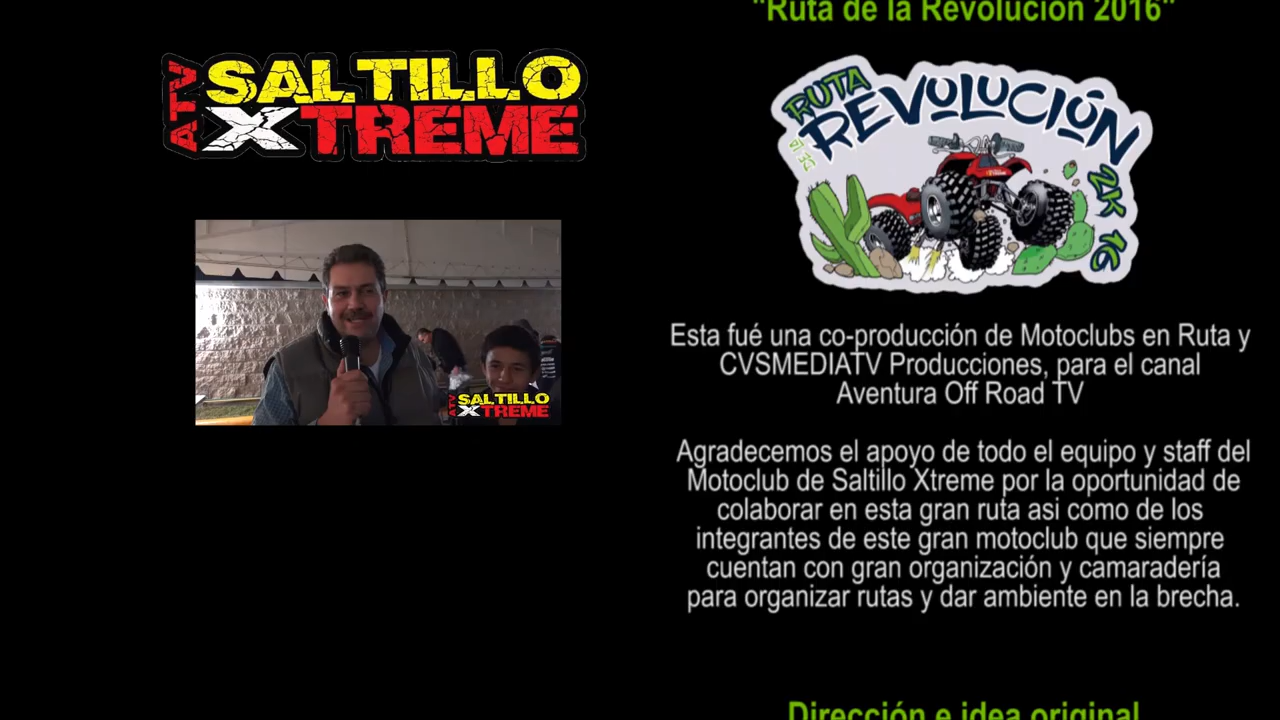 ATV
SALTILLO
XTREME
ATV
SALTILLO
XTREME
"Ruta de la Revolución 2016"
RUTA
DE LA
REVOLUCIÓN
2K 16
Esta fué una co-producción de Motoclubs en Ruta y
CVSMEDIATV Producciones, para el canal
Aventura Off Road TV
Agradecemos el apoyo de todo el equipo y staff del
Motoclub de Saltillo Xtreme por la oportunidad de
colaborar en esta gran ruta asi como de los
integrantes de este gran motoclub que siempre
cuentan con gran organización y camaradería
para organizar rutas y dar ambiente en la brecha.
Dirección e idea original